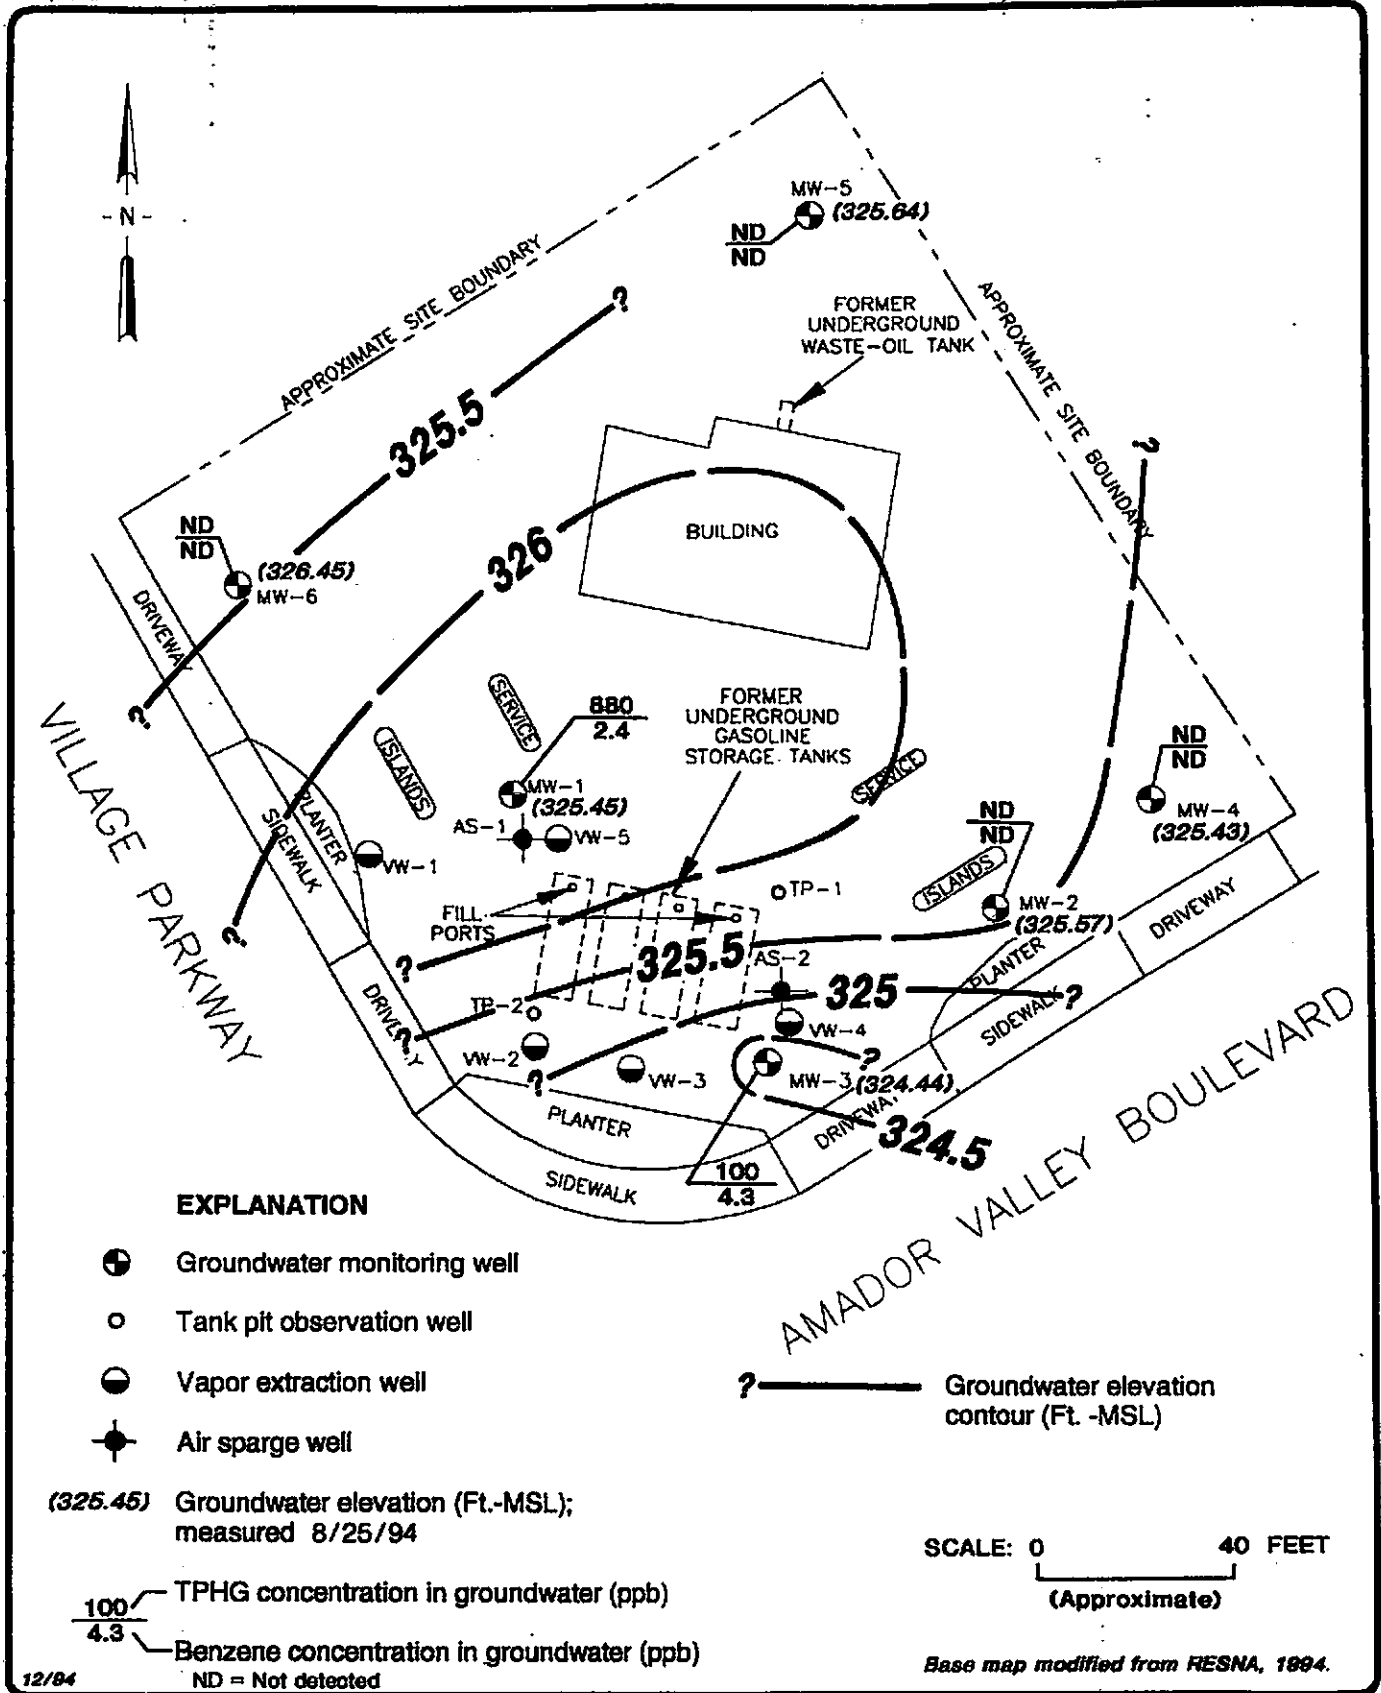 - N -
MW-5
(325.64)
ND
ND
APPROXIMATE SITE BOUNDARY
?
FORMER
UNDERGROUND
WASTE-OIL TANK
APPROXIMATE SITE BOUNDARY
325.5
?
BUILDING
326
ND
ND
(326.45)
MW-6
DRIVEWAY
?
VILLAGE PARKWAY
SERVICE
ISLANDS
880
2.4
FORMER
UNDERGROUND
GASOLINE
STORAGE TANKS
MW-1
(325.45)
AS-1
VW-5
SERVICE
ISLANDS
ND
ND
ND
ND
MW-4
(325.43)
PLANTER
SIDEWALK
VW-1
?
FILL
PORTS
TP-1
MW-2
(325.57)
DRIVEWAY
?
325.5
AS-2
PLANTER
SIDEWALK
?
325
DRIVEWAY
?
TP-2
VW-2
?
VW-3
VW-4
?
MW-3
(324.44)
DRIVEWAY
324.5
PLANTER
SIDEWALK
100
4.3
AMADOR VALLEY BOULEVARD
EXPLANATION
Groundwater monitoring well
Tank pit observation well
Vapor extraction well
Air sparge well
(325.45) Groundwater elevation (Ft.-MSL);
measured 8/25/94
100
4.3
TPHG concentration in groundwater (ppb)
Benzene concentration in groundwater (ppb)
ND = Not detected
? Groundwater elevation
contour (Ft. -MSL)
SCALE: 0 40 FEET
(Approximate)
12/94
Base map modified from RESNA, 1994.